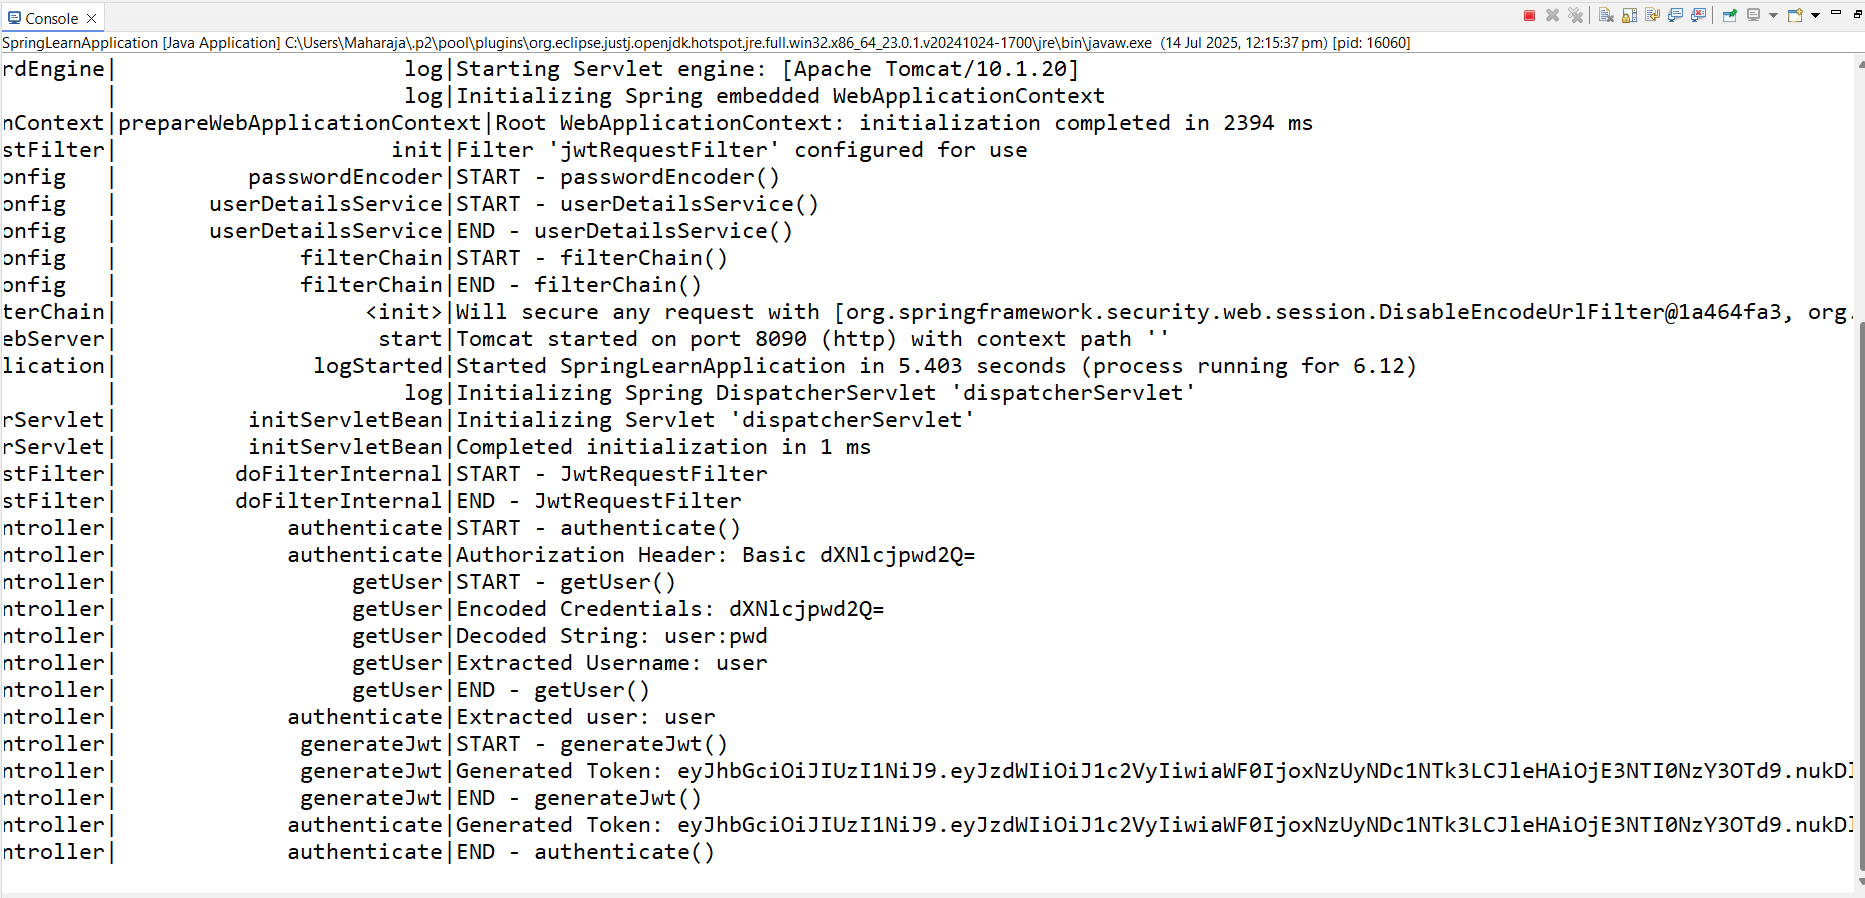 Console
SpringLearnApplication [Java Application] C:\Users\Maharaja\.p2\pool\plugins\org.eclipse.justj.openjdk.hotspot.jre.full.win32.x86_64_23.0.1.v20241024-1700\jre\bin\javaw.exe (14 Jul 2025, 12:15:37 pm) [pid: 16060]
rdEngine| log|Starting Servlet engine: [Apache Tomcat/10.1.20]
| log|Initializing Spring embedded WebApplicationContext
nContext|prepareWebApplicationContext|Root WebApplicationContext: initialization completed in 2394 ms
stFilter| init|Filter 'jwtRequestFilter' configured for use
onfig | passwordEncoder|START - passwordEncoder()
onfig | userDetailsService|START - userDetailsService()
onfig | userDetailsService|END - userDetailsService()
onfig | filterChain|START - filterChain()
onfig | filterChain|END - filterChain()
terChain| <init>|Will secure any request with [org.springframework.security.web.session.DisableEncodeUrlFilter@1a464fa3, org.
ebServer| start|Tomcat started on port 8090 (http) with context path ''
lication| logStarted|Started SpringLearnApplication in 5.403 seconds (process running for 6.12)
| log|Initializing Spring DispatcherServlet 'dispatcherServlet'
rServlet| initServletBean|Initializing Servlet 'dispatcherServlet'
rServlet| initServletBean|Completed initialization in 1 ms
stFilter| doFilterInternal|START - JwtRequestFilter
stFilter| doFilterInternal|END - JwtRequestFilter
ntroller| authenticate|START - authenticate()
ntroller| authenticate|Authorization Header: Basic dXNlcjpwd2Q=
ntroller| getUser|START - getUser()
ntroller| getUser|Encoded Credentials: dXNlcjpwd2Q=
ntroller| getUser|Decoded String: user:pwd
ntroller| getUser|Extracted Username: user
ntroller| getUser|END - getUser()
ntroller| authenticate|Extracted user: user
ntroller| generateJwt|START - generateJwt()
ntroller| generateJwt|Generated Token: eyJhbGciOiJIUzI1NiJ9.eyJzdWIiOiJ1c2VyIiwiaWF0IjoxNzUyNDc1NTk3LCJleHAiOjE3NTI0NzY3OTd9.nukDl
ntroller| generateJwt|END - generateJwt()
ntroller| authenticate|Generated Token: eyJhbGciOiJIUzI1NiJ9.eyJzdWIiOiJ1c2VyIiwiaWF0IjoxNzUyNDc1NTk3LCJleHAiOjE3NTI0NzY3OTd9.nukDl
ntroller| authenticate|END - authenticate()